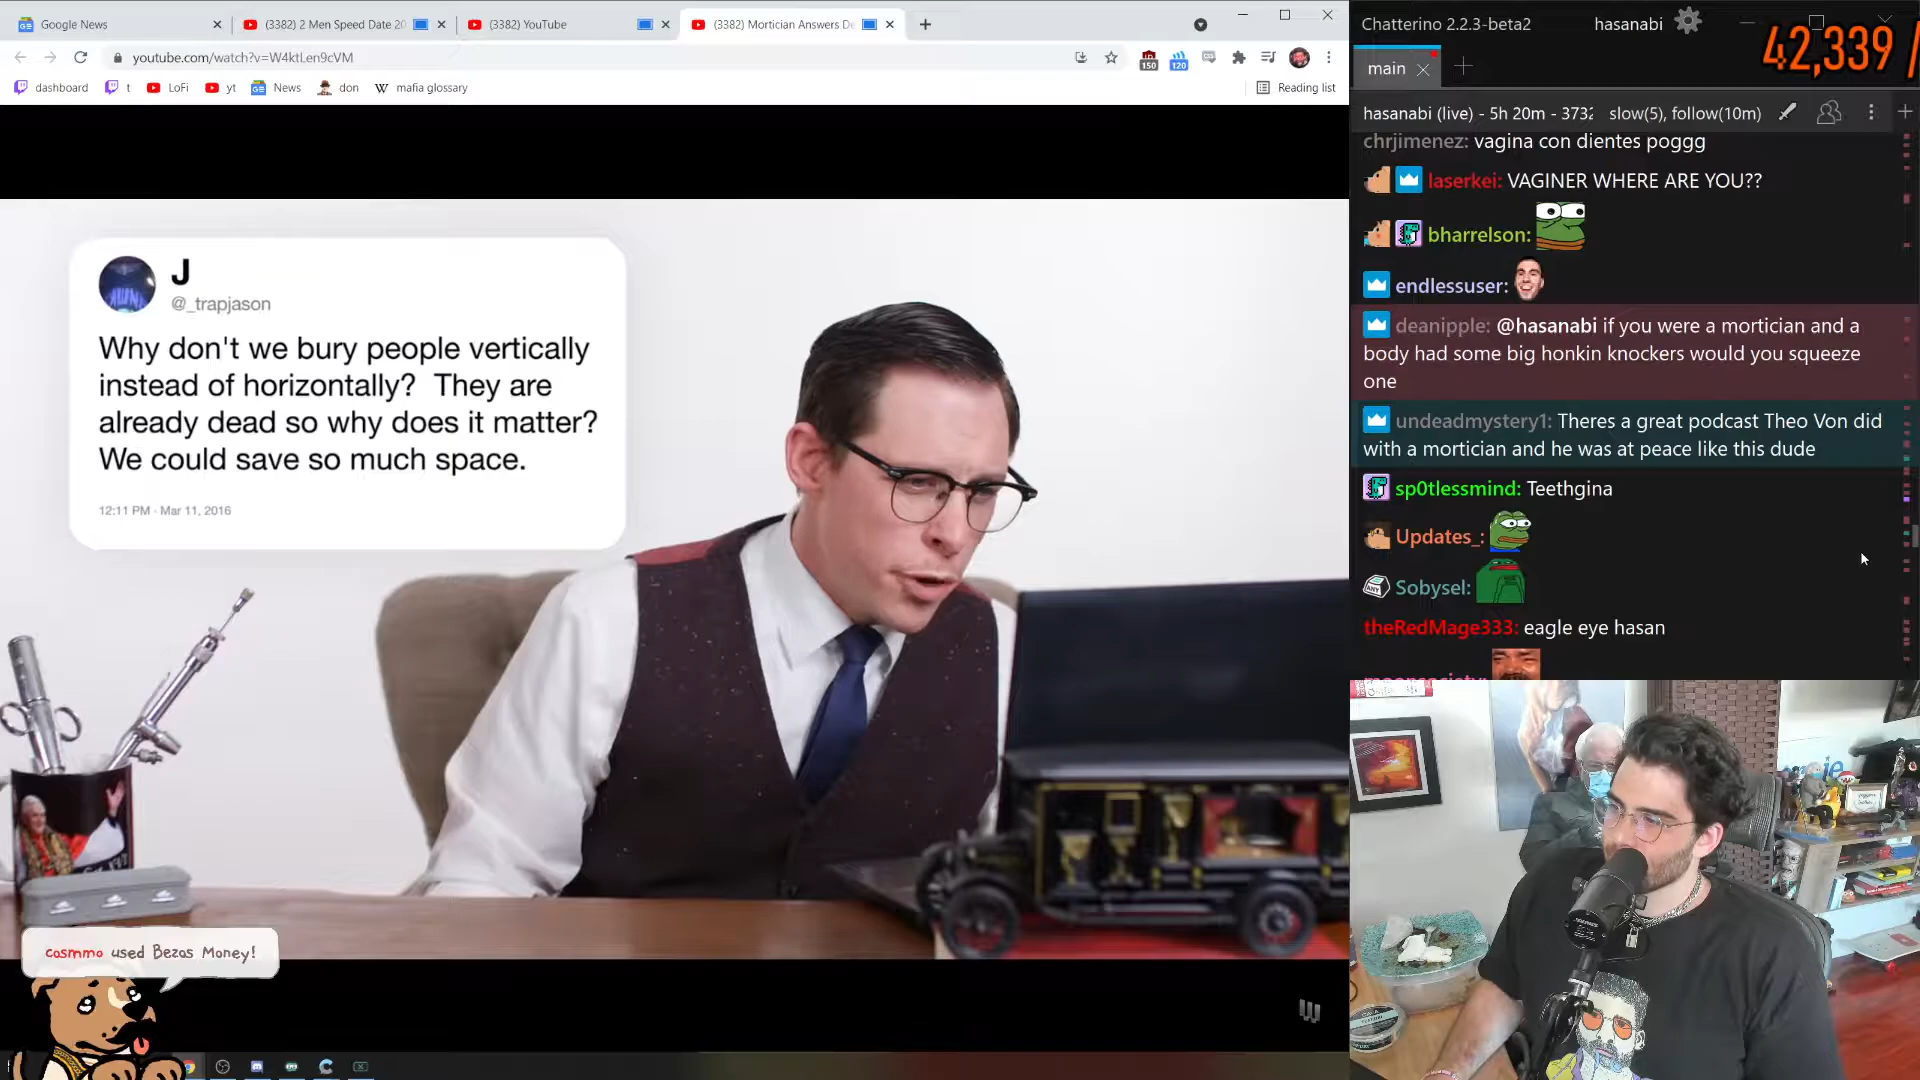 Google News
(3382) 2 Men Speed Date 20
(3382) YouTube
(3382) Mortician Answers De
youtube.com/watch?v=W4ktLen9cVM
150
120
dashboard
t
LoFi
yt
News
don
mafia glossary
Reading list
J
@_trapjason
Why don't we bury people vertically
instead of horizontally? They are
already dead so why does it matter?
We could save so much space.
12:11 PM - Mar 11, 2016
cosmmo used Bezos Money!
Chatterino 2.2.3-beta2
hasanabi
42,339 /
main
hasanabi (live) - 5h 20m - 373
slow(5), follow(10m)
chrjimenez: vagina con dientes poggg
laserkei: VAGINER WHERE ARE YOU??
bharrelson:
endlessuser:
deanipple: @hasanabi if you were a mortician and a
body had some big honkin knockers would you squeeze
one
undeadmystery1: Theres a great podcast Theo Von did
with a mortician and he was at peace like this dude
sp0tlessmind: Teethgina
Updates_:
Sobysel:
theRedMage333: eagle eye hasan